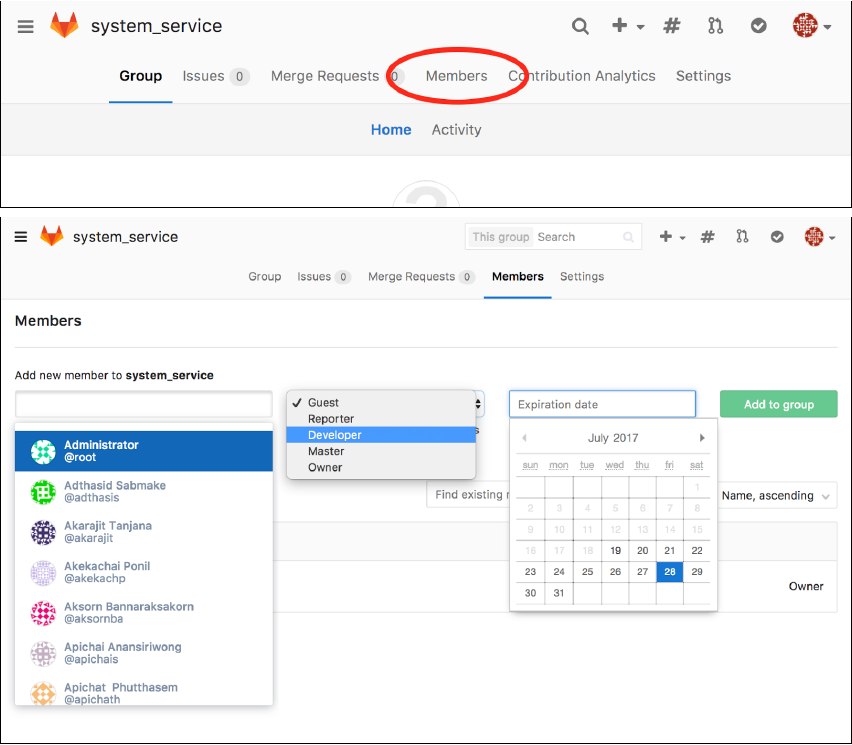 system_service
Group Issues 0 Merge Requests 0 Members Contribution Analytics Settings
Home Activity
system_service
This group Search
Group Issues 0 Merge Requests 0 Members Settings
Members
Add new member to system_service
Expiration date
Add to group
Guest
Reporter
Developer
Master
Owner
Administrator
@root
Adthasid Sabmake
@adthasis
Akarajit Tanjana
@akarajit
Akekachai Ponil
@akekachp
Aksorn Bannaraksakorn
@aksornba
Apichai Anansiriwong
@apichais
Apichat Phutthasem
@apichath
Find existing
Name, ascending
July 2017
sun mon tue wed thu fri sat
1
2 3 4 5 6 7 8
9 10 11 12 13 14 15
16 17 18 19 20 21 22
23 24 25 26 27 28 29
30 31
Owner